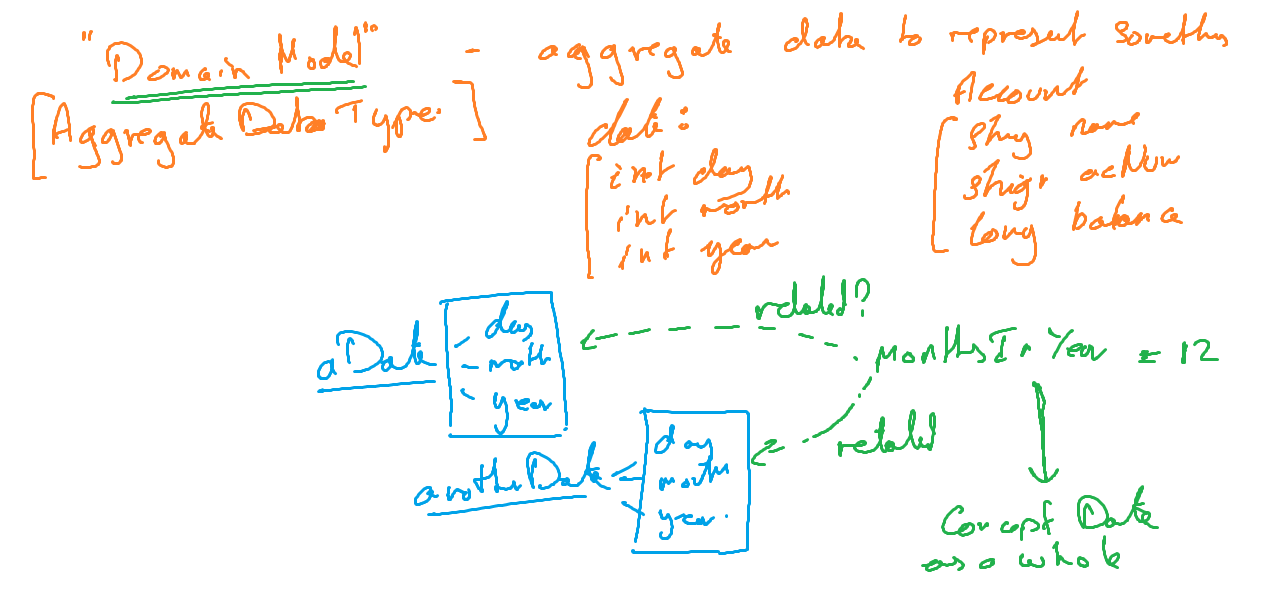 "Domain Model" - aggregate data to represent somethng
[Aggregate Data Type.]
date:
int day
int month
int year
Account
string name
string acNum
long balance
aDate
day
month
year
related?
monthsInYear = 12
related
anotherDate
day
month
year.
Concept Date
as a whole